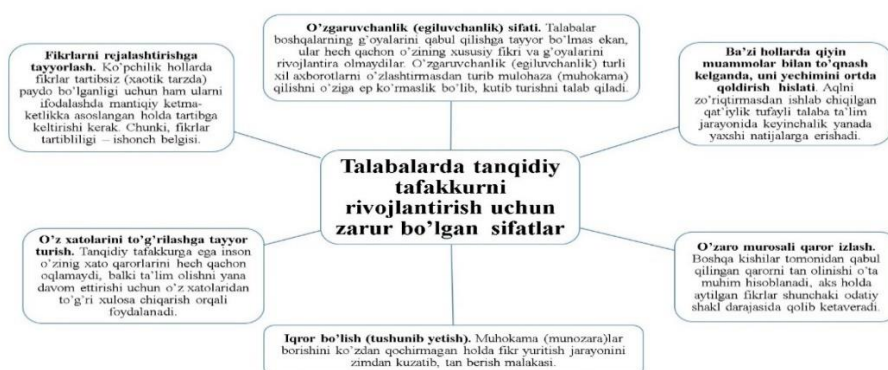 O'zgaruvchanlik (egiluvchanlik) sifati. Talabalar
boshqalarning g'oyalarini qabul qilishga tayyor bo'lmas ekan,
ular hech qachon o'zining xususiy fikri va g'oyalarini
rivojlantira olmaydilar. O'zgaruvchanlik (egiluvchanlik) turli
xil axborotlarni o'zlashtirmasdan turib mulohaza (muhokama)
qilishni o'ziga ep ko'rmaslik bo'lib, kutib turishni talab qiladi.
Fikrlarni rejalashtirishga
tayyorlash. Ko'pchilik hollarda
fikrlar tartibsiz (xaotik tarzda)
paydo bo'lganligi uchun ham ularni
ifodalashda mantiqiy ketma-
ketlikka asoslangan holda tartibga
keltirishi kerak. Chunki, fikrlar
tartibliligi – ishonch belgisi.
Ba'zi hollarda qiyin
muammolar bilan to'qnash
kelganda, uni yechimini ortda
qoldirish hislati. Aqlni
zo'riqtirmasdan ishlab chiqilgan
qat'iylik tufayli talaba ta'lim
jarayonida keyinchalik yanada
yaxshi natijalarga erishadi.
Talabalarda tanqidiy
tafakkurni
rivojlantirish uchun
zarur bo'lgan sifatlar
O'z xatolarini to'g'rilashga tayyor
turish. Tanqidiy tafakkurga ega inson
o'zinig xato qarorlarini hech qachon
oqlamaydi, balki ta'lim olishni yana
davom ettirishi uchun o'z xatolaridan
to'g'ri xulosa chiqarish orqali
foydalanadi.
O'zaro murosali qaror izlash.
Boshqa kishilar tomonidan qabul
qilingan qarorni tan olinishi o'ta
muhim hisoblanadi, aks holda
aytilgan fikrlar shunchaki odatiy
shakl darajasida qolib ketaveradi.
Iqror bo'lish (tushunib yetish). Muhokama (munozara)lar
borishini ko'zdan qochirmagan holda fikr yuritish jarayonini
zimdan kuzatib, tan berish malakasi.